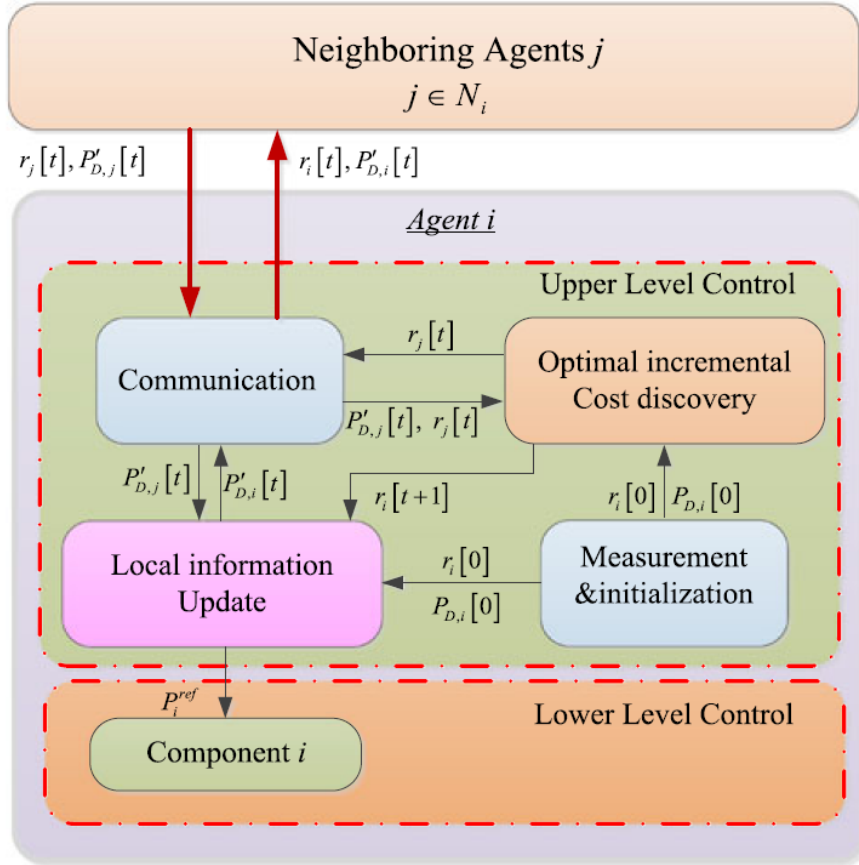 Neighboring Agents j
j ∈ N_i
r_j[t], P'_{D,j}[t]
r_i[t], P'_{D,i}[t]
Agent i
Upper Level Control
Communication
r_j[t]
Optimal incremental
Cost discovery
P'_{D,j}[t], r_j[t]
P'_{D,j}[t]
P'_{D,i}[t]
r_i[t+1]
r_i[0] P_{D,i}[0]
Local information
Update
r_i[0]
P_{D,i}[0]
Measurement
&initialization
P_i^{ref}
Lower Level Control
Component i